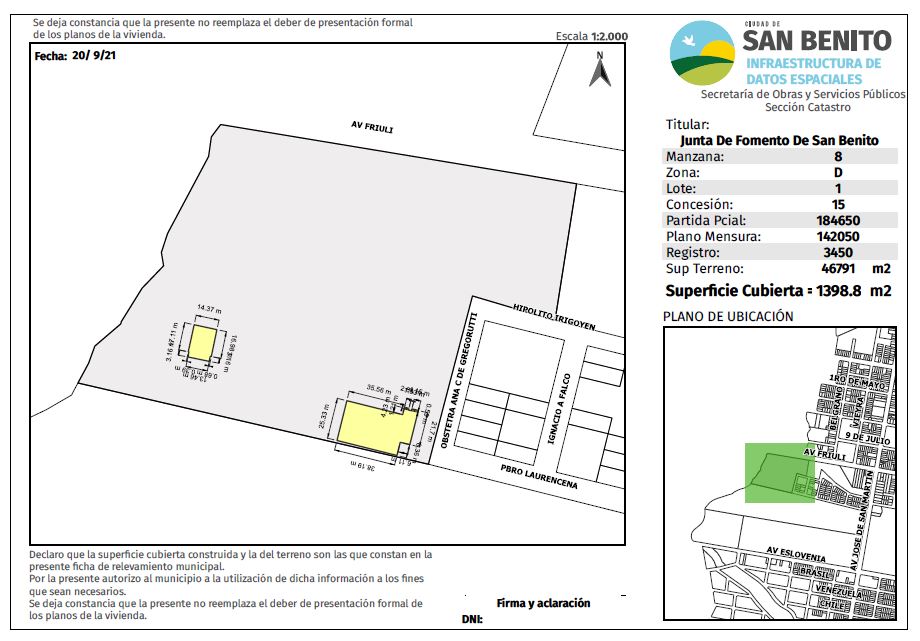 Se deja constancia que la presente no reemplaza el deber de presentación formal
de los planos de la vivienda.
Escala 1:2.000
Fecha: 20/ 9/21
N
AV FRIULI
HIPOLITO IRIGOYEN
OBSTETRA ANA C DE GREGORUTTI
IGNACIO A FALCO
PBRO LAURENCENA
14.37 m
17.11 m
16.98 m
13.46 m
35.56 m
25.33 m
21.7 m
38.19 m
CIUDAD DE
SAN BENITO
INFRAESTRUCTURA DE
DATOS ESPACIALES
Secretaría de Obras y Servicios Públicos
Sección Catastro
Titular:
Junta De Fomento De San Benito
Manzana: 8
Zona: D
Lote: 1
Concesión: 15
Partida Pcial: 184650
Plano Mensura: 142050
Registro: 3450
Sup Terreno: 46791 m2
Superficie Cubierta = 1398.8 m2
PLANO DE UBICACIÓN
1RO DE MAYO
BELGRANO
VIEYRA
9 DE JULIO
AV FRIULI
AV JOSE DE SAN MARTIN
AV ESLOVENIA
BRASIL
VENEZUELA
CHILE
Declaro que la superficie cubierta construida y la del terreno son las que constan en la
presente ficha de relevamiento municipal.
Por la presente autorizo al municipio a la utilización de dicha información a los fines
que sean necesarios.
Se deja constancia que la presente no reemplaza el deber de presentación formal de
los planos de la vivienda.
Firma y aclaración
DNI: